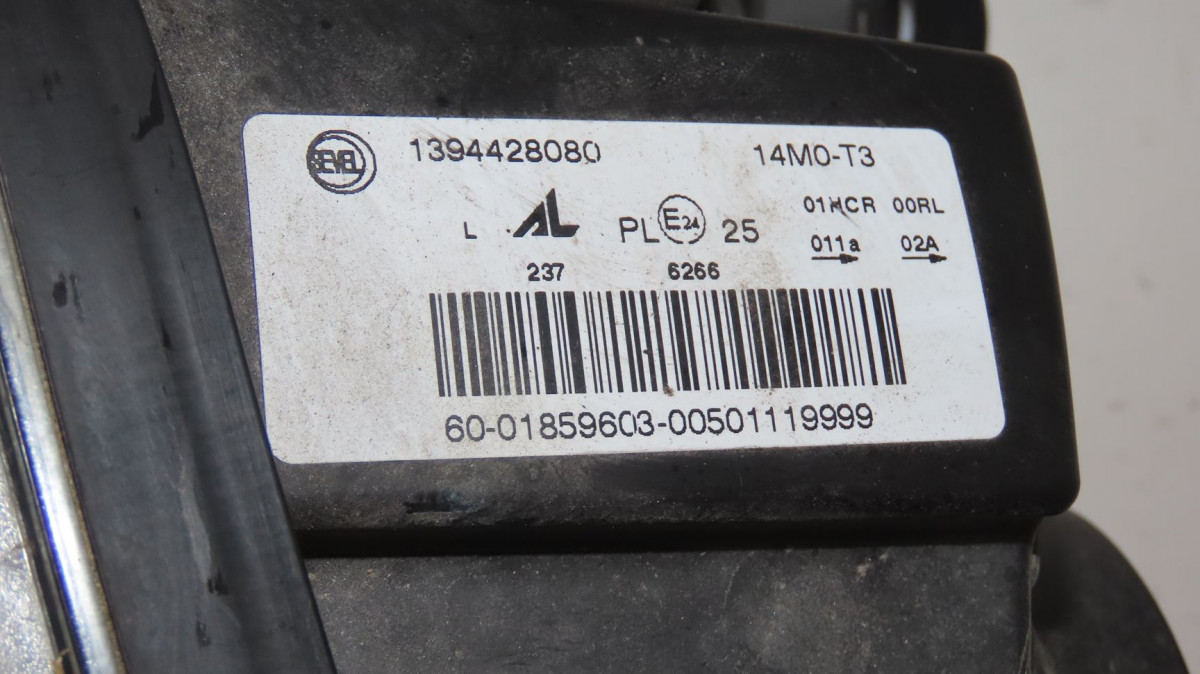 SEVEL 1394428080 14M0-T3
L AL PL E24 25 01HCR 00RL
011a 02A
237 6266
60-01859603-00501119999